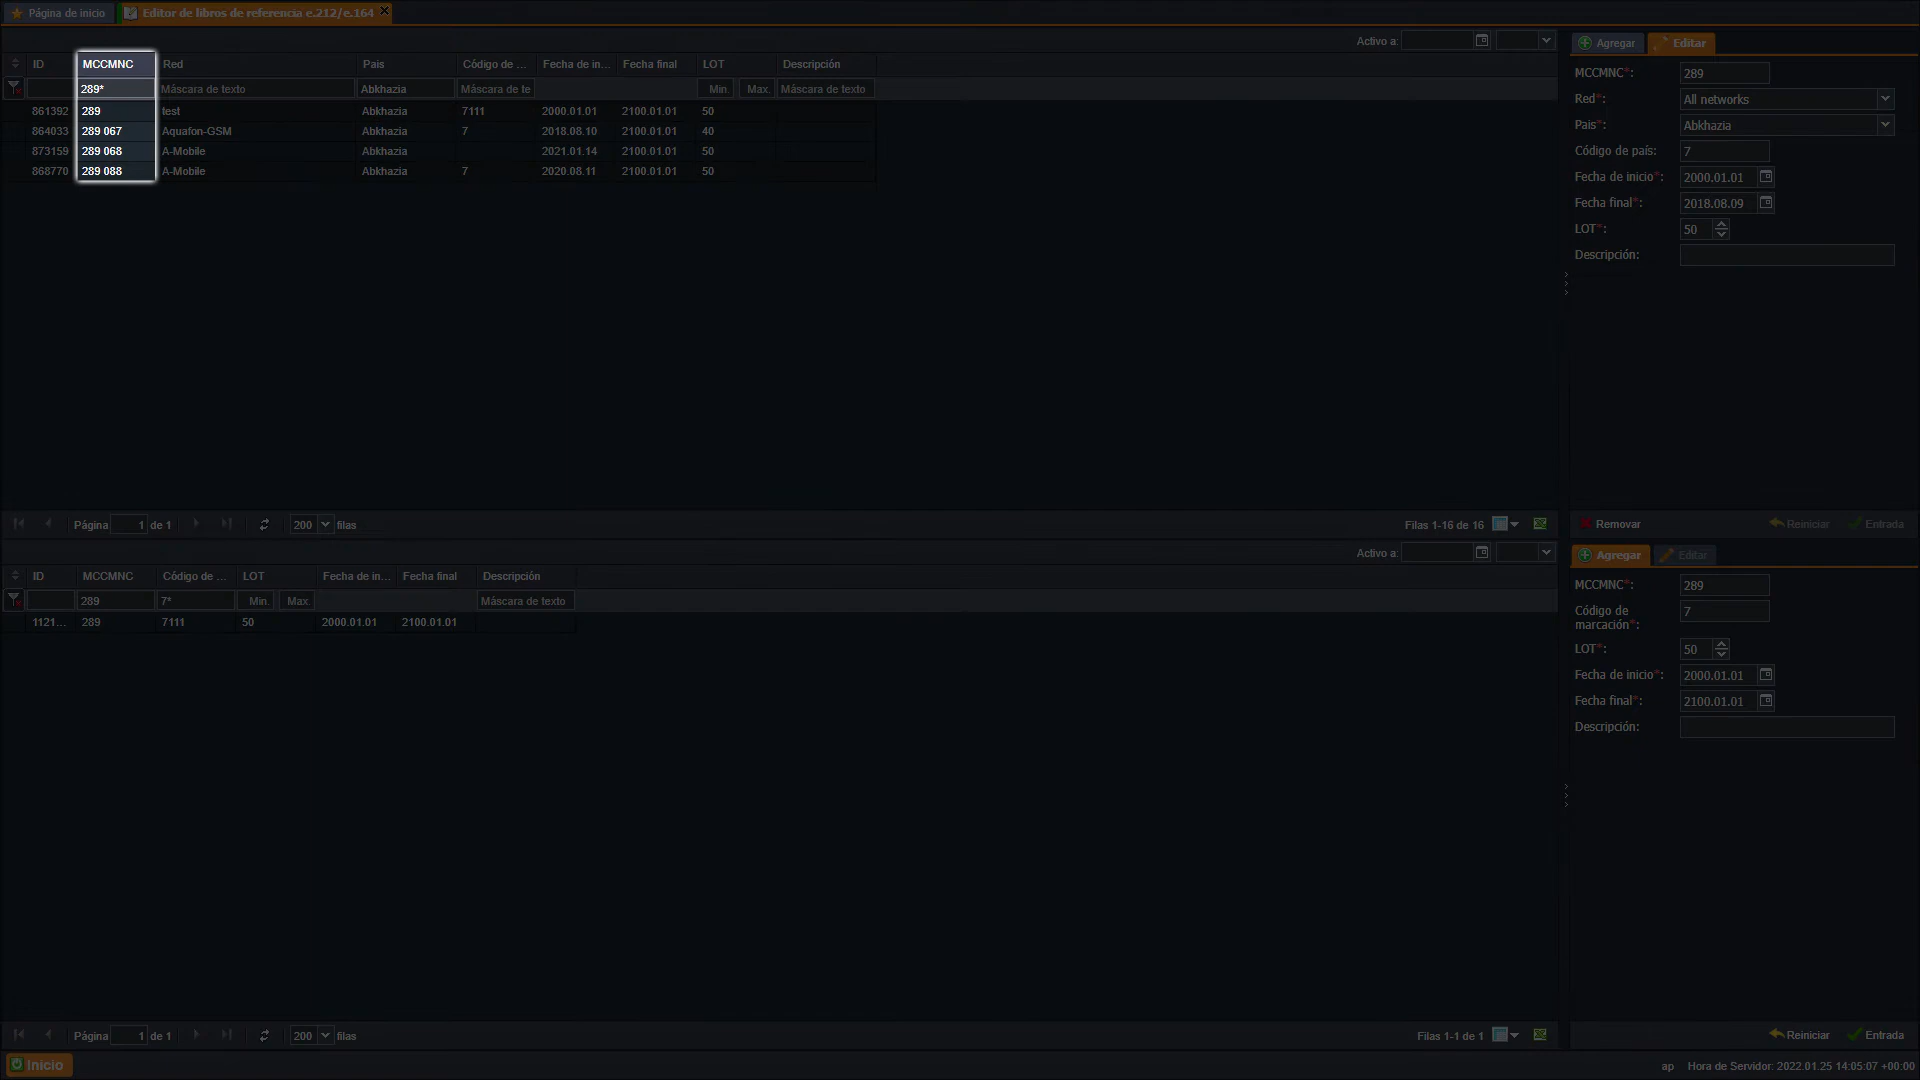 Página de inicio
Editor de libros de referencia e.212/e.164
Activo a:
ID MCCMNC Red Pais Código de ... Fecha de in... Fecha final LOT Descripción
289* Máscara de texto Abkhazia Máscara de te Min. Max. Máscara de texto
861392 289 test Abkhazia 7111 2000.01.01 2100.01.01 50
864033 289 067 Aquafon-GSM Abkhazia 7 2018.08.10 2100.01.01 40
873159 289 068 A-Mobile Abkhazia 2021.01.14 2100.01.01 50
868770 289 088 A-Mobile Abkhazia 7 2020.08.11 2100.01.01 50
Página 1 de 1 200 filas
Filas 1-16 de 16
Agregar Editar
MCCMNC*: 289
Red*: All networks
Pais*: Abkhazia
Código de país: 7
Fecha de inicio*: 2000.01.01
Fecha final*: 2018.08.09
LOT*: 50
Descripción:
Remover Reiniciar Entrada
Activo a:
ID MCCMNC Código de ... LOT Fecha de in... Fecha final Descripción
289 7* Min. Max. Máscara de texto
1121... 289 7111 50 2000.01.01 2100.01.01
Página 1 de 1 200 filas
Filas 1-1 de 1
Agregar Editar
MCCMNC*: 289
Código de
marcación*: 7
LOT*: 50
Fecha de inicio*: 2000.01.01
Fecha final*: 2100.01.01
Descripción:
Reiniciar Entrada
Inicio
ap Hora de Servidor: 2022.01.25 14:05:07 +00:00